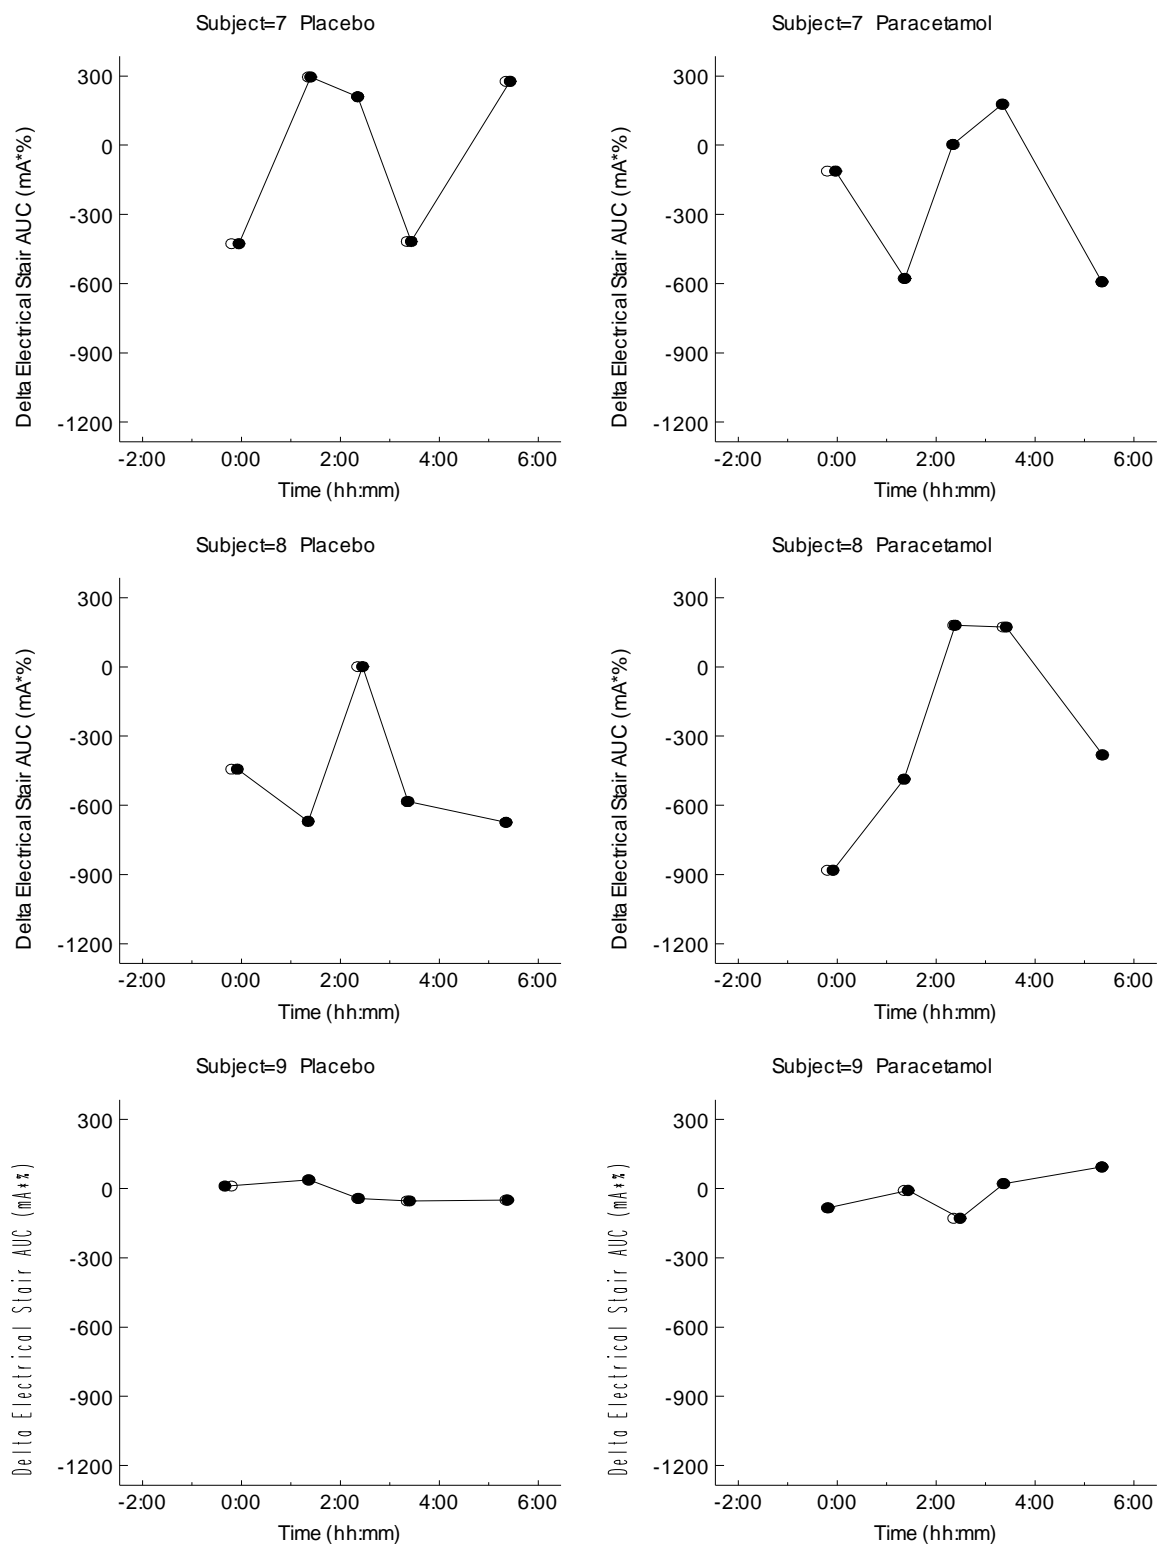 Subject=7 Placebo
Delta Electrical Stair AUC (mA*%)
300
0
-300
-600
-900
-1200
-2:00 0:00 2:00 4:00 6:00
Time (hh:mm)
Subject=7 Paracetamol
Delta Electrical Stair AUC (mA*%)
300
0
-300
-600
-900
-1200
-2:00 0:00 2:00 4:00 6:00
Time (hh:mm)
Subject=8 Placebo
Delta Electrical Stair AUC (mA*%)
300
0
-300
-600
-900
-1200
-2:00 0:00 2:00 4:00 6:00
Time (hh:mm)
Subject=8 Paracetamol
Delta Electrical Stair AUC (mA*%)
300
0
-300
-600
-900
-1200
-2:00 0:00 2:00 4:00 6:00
Time (hh:mm)
Subject=9 Placebo
Delta Electrical Stair AUC (mA*%)
300
0
-300
-600
-900
-1200
-2:00 0:00 2:00 4:00 6:00
Time (hh:mm)
Subject=9 Paracetamol
Delta Electrical Stair AUC (mA*%)
300
0
-300
-600
-900
-1200
-2:00 0:00 2:00 4:00 6:00
Time (hh:mm)